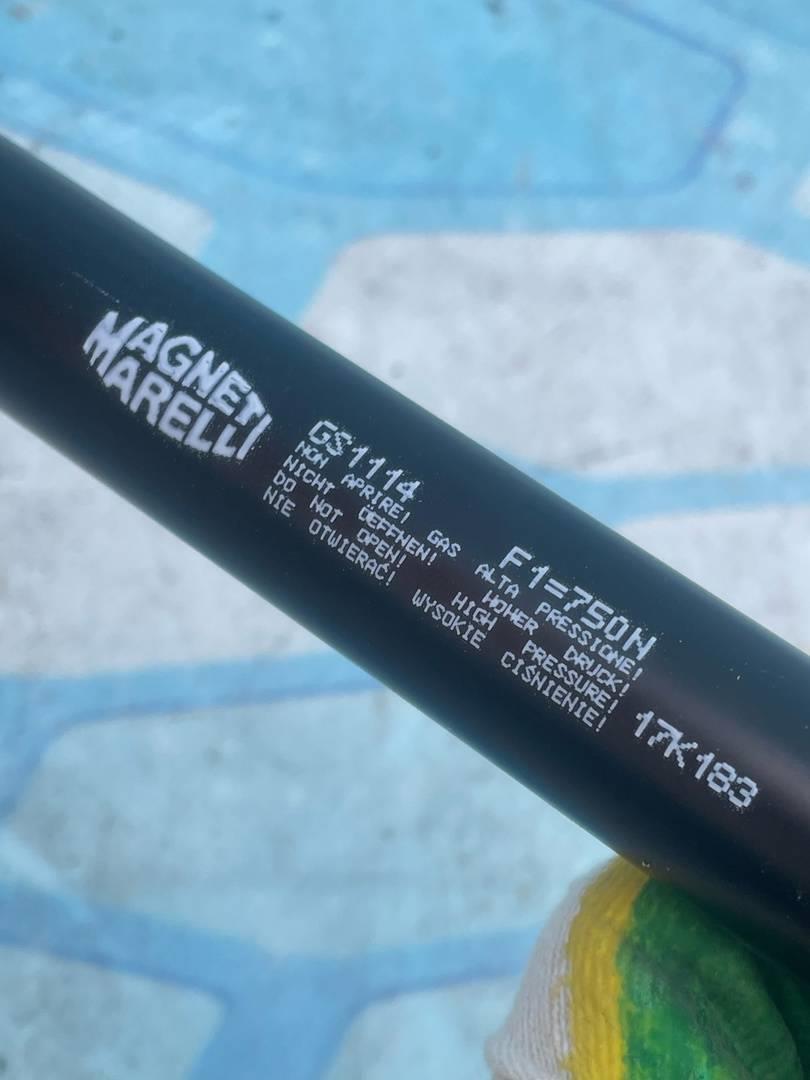 MAGNETI
MARELLI
GS1114 F1=750N
NON APRIRE! GAS ALTA PRESSIONE!
NICHT OEFFNEN! HOHER DRUCK!
DO NOT OPEN! HIGH PRESSURE!
NIE OTWIERAĆ! WYSOKIE CIŚNIENIE!
17K183